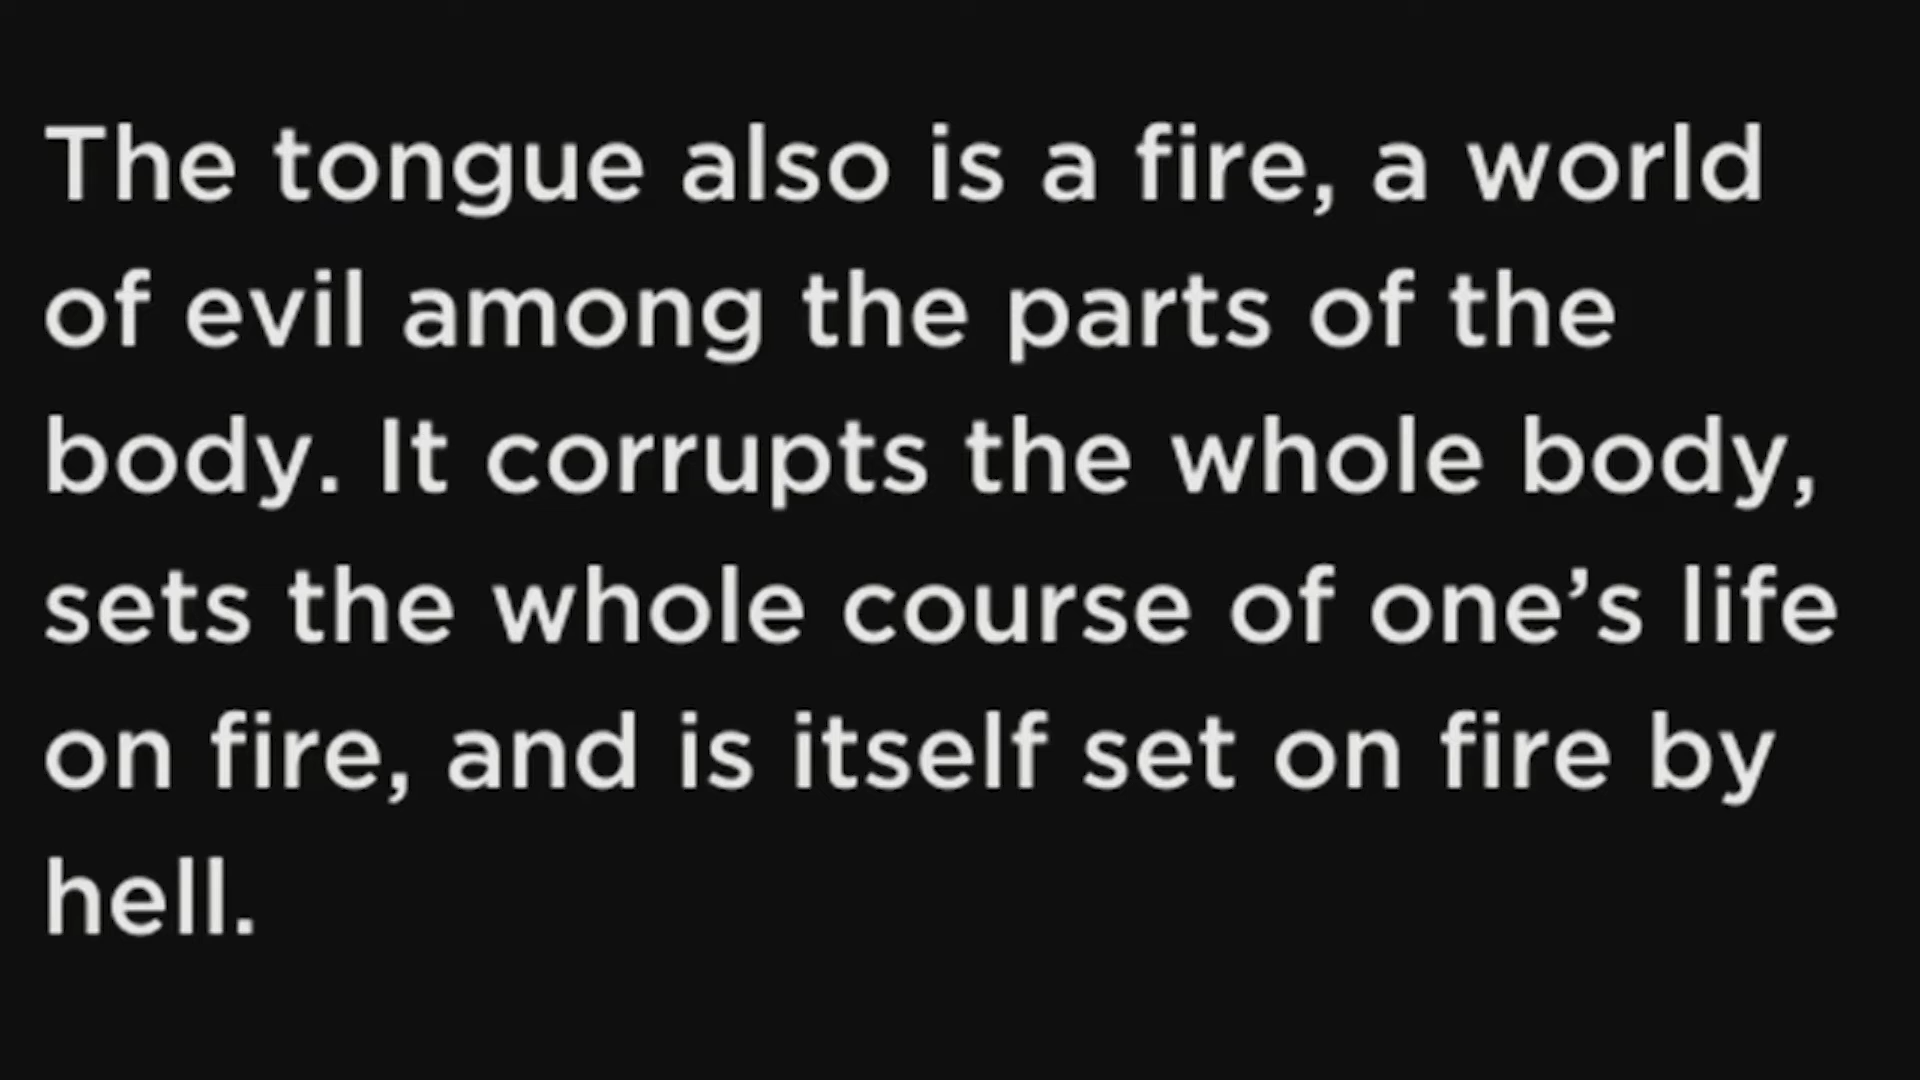 The tongue also is a fire, a world
of evil among the parts of the
body. It corrupts the whole body,
sets the whole course of one’s life
on fire, and is itself set on fire by
hell.